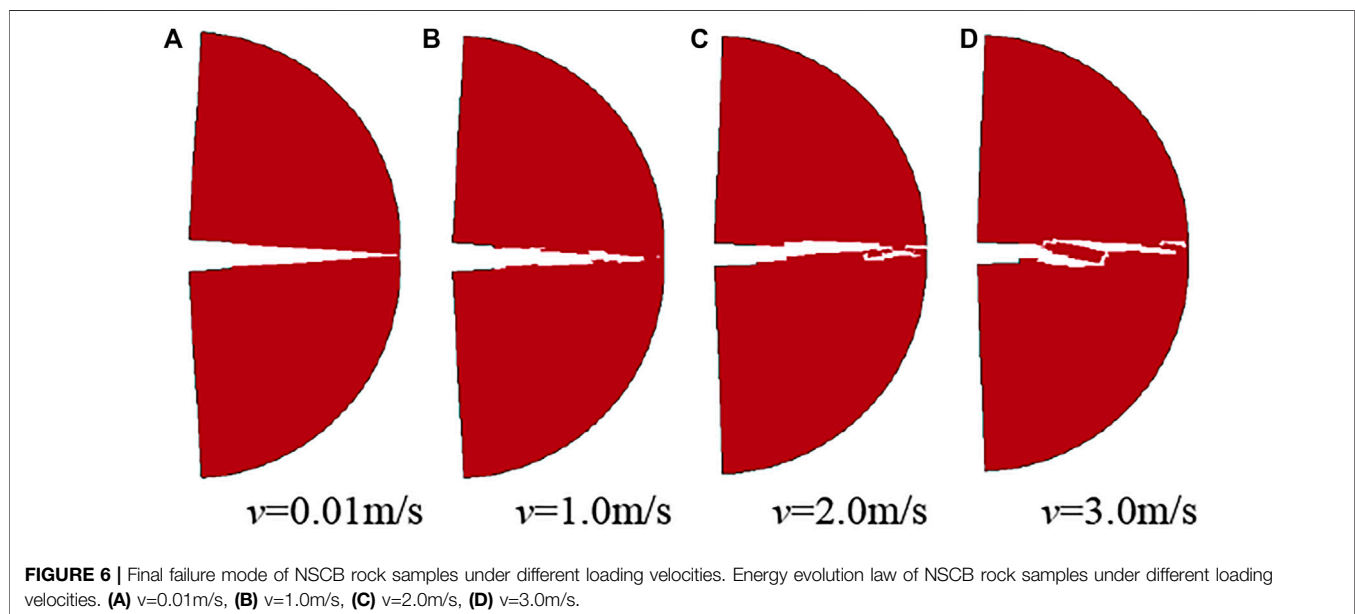 A B C D
v=0.01m/s v=1.0m/s v=2.0m/s v=3.0m/s
FIGURE 6 | Final failure mode of NSCB rock samples under different loading velocities. Energy evolution law of NSCB rock samples under different loading
velocities. (A) v=0.01m/s, (B) v=1.0m/s, (C) v=2.0m/s, (D) v=3.0m/s.